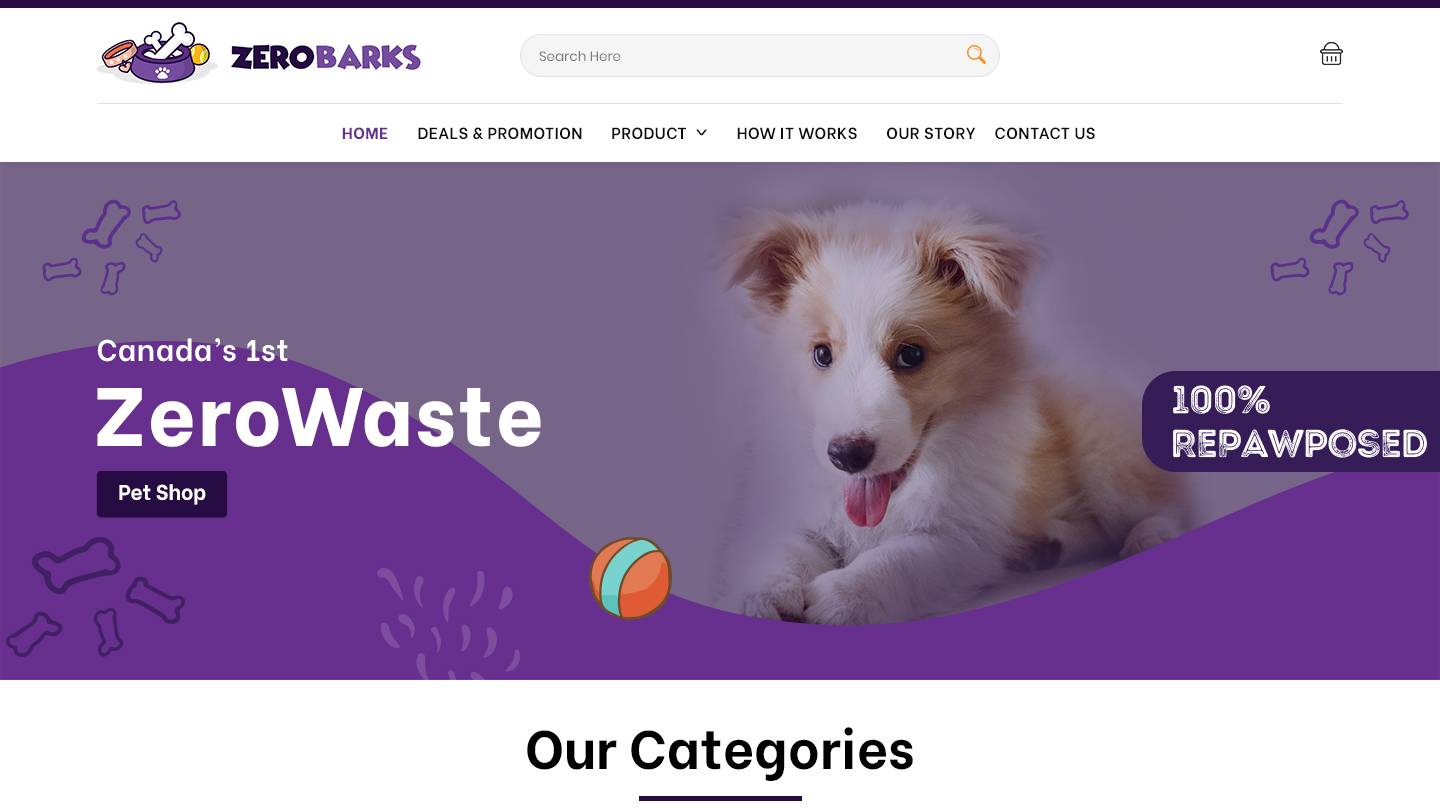 ZEROBARKS
Search Here
HOME DEALS & PROMOTION PRODUCT HOW IT WORKS OUR STORY CONTACT US
Canada's 1st
ZeroWaste
Pet Shop
100%
REPAWPOSED
Our Categories